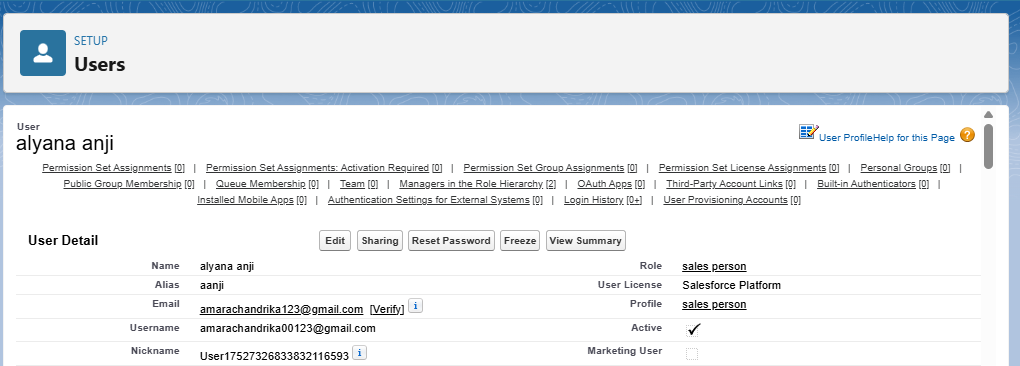 SETUP
Users
User
alyana anji
User Profile Help for this Page
Permission Set Assignments [0] | Permission Set Assignments: Activation Required [0] | Permission Set Group Assignments [0] | Permission Set License Assignments [0] | Personal Groups [0] |
Public Group Membership [0] | Queue Membership [0] | Team [0] | Managers in the Role Hierarchy [2] | OAuth Apps [0] | Third-Party Account Links [0] | Built-in Authenticators [0] |
Installed Mobile Apps [0] | Authentication Settings for External Systems [0] | Login History [0+] | User Provisioning Accounts [0]
User Detail Edit Sharing Reset Password Freeze View Summary
Name alyana anji Role sales person
Alias aanji User License Salesforce Platform
Email amarachandrika123@gmail.com [Verify] i Profile sales person
Username amarachandrika00123@gmail.com Active
Nickname User17527326833832116593 i Marketing User